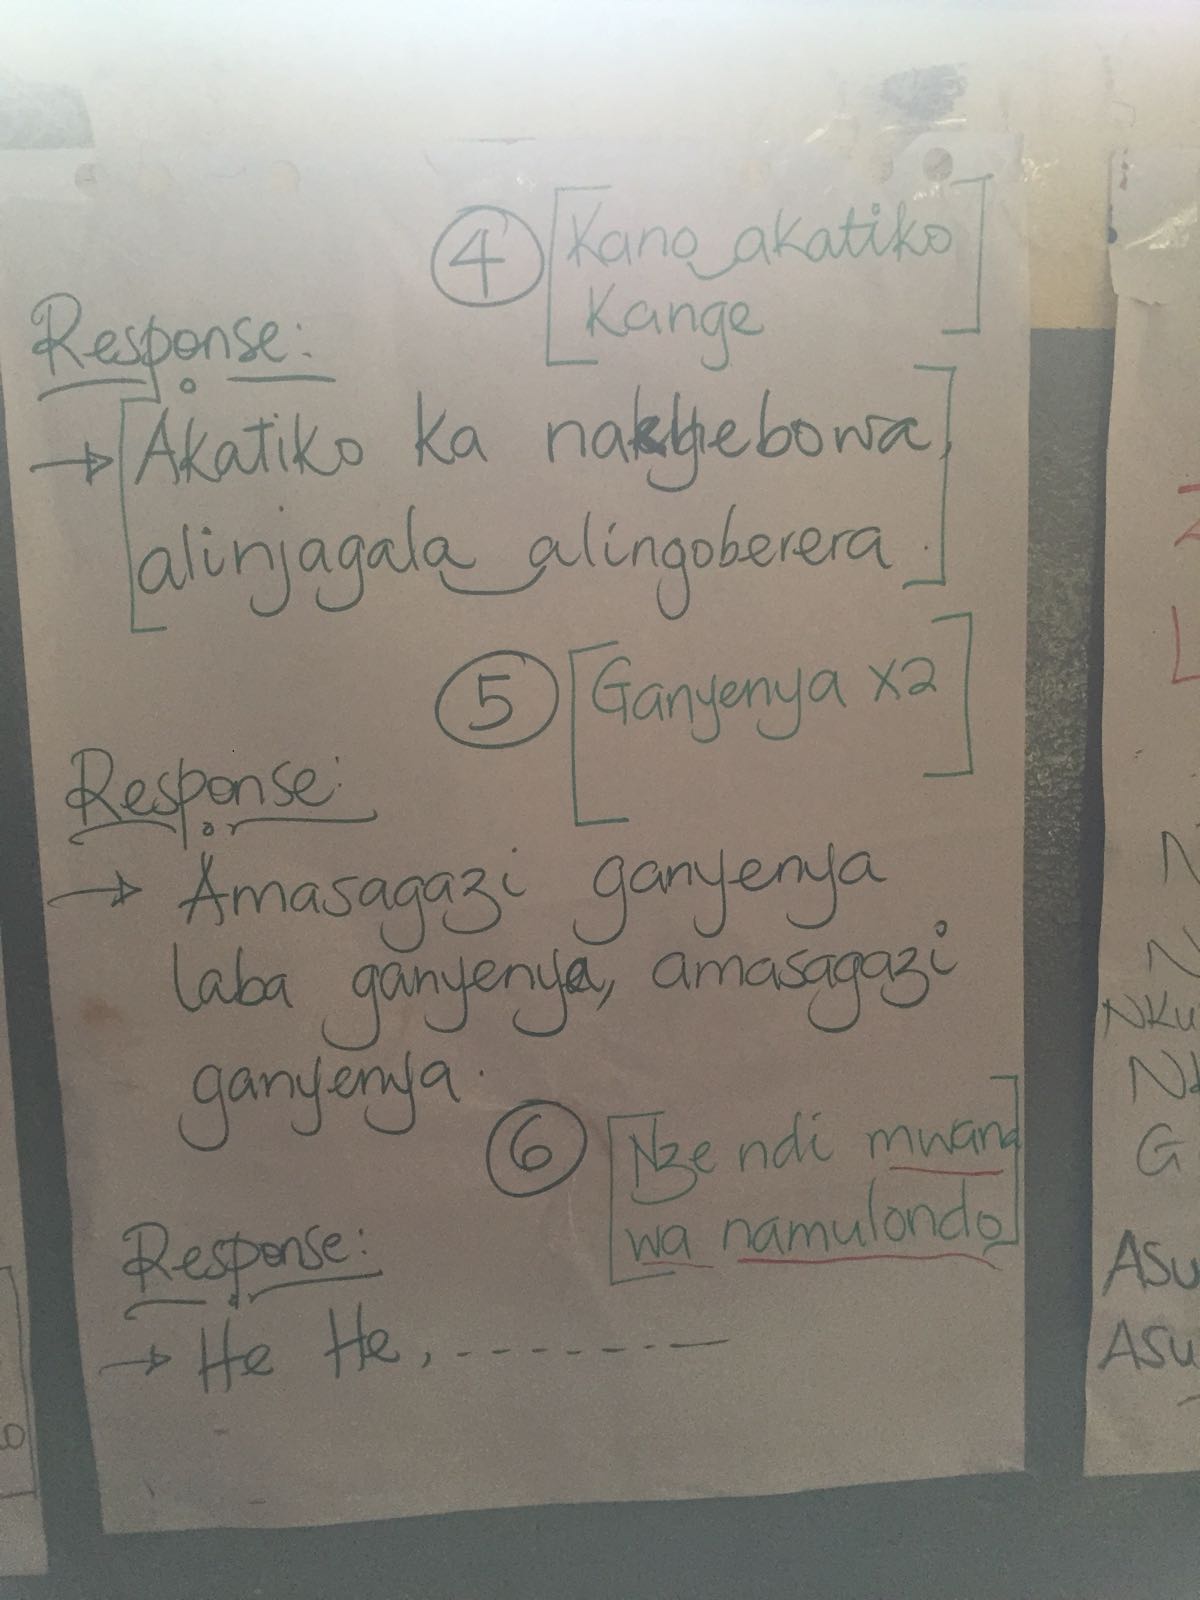 ④ [Kano akatiko
Kange]
Response:
→ [Akatiko ka nakyebowa,
alinjagala alingoberera.]
⑤ [Ganyenya x2]
Response:
→ Amasagazi ganyenya
laba ganyenya, amasagazi
ganyenya.
⑥ [Nze ndi mwana
wa namulondo]
Response:
→ He He, - - - - - - - —
N
N
NKu
G
ASU
ASU